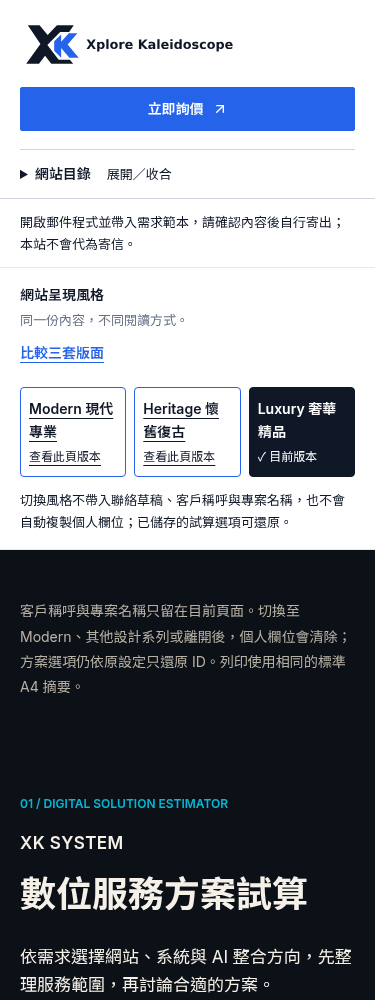 XK Xplore Kaleidoscope
立即詢價
網站目錄 展開／收合
開啟郵件程式並帶入需求範本，請確認內容後自行寄出；
本站不會代為寄信。
網站呈現風格
同一份內容，不同閱讀方式。
比較三套版面
Modern 現代
專業
查看此頁版本
Heritage 懷
舊復古
查看此頁版本
Luxury 奢華
精品
✓ 目前版本
切換風格不帶入聯絡草稿、客戶稱呼與專案名稱，也不會
自動複製個人欄位；已儲存的試算選項可還原。
客戶稱呼與專案名稱只留在目前頁面。切換至
Modern、其他設計系列或離開後，個人欄位會清除；
方案選項仍依原設定只還原 ID。列印使用相同的標準
A4 摘要。
01 / DIGITAL SOLUTION ESTIMATOR
XK SYSTEM
數位服務方案試算
依需求選擇網站、系統與 AI 整合方向，先整
理服務範圍，再討論合適的方案。